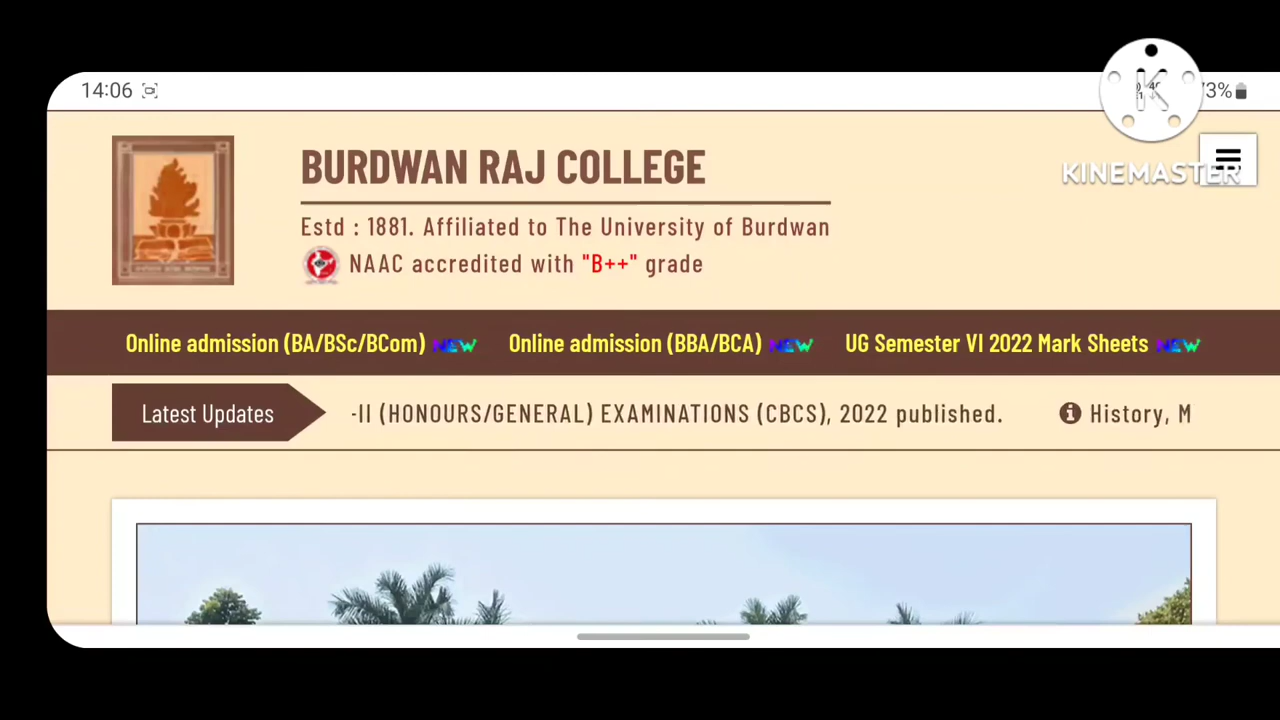 14:06
3%
BURDWAN RAJ COLLEGE
KINEMASTER
Estd : 1881. Affiliated to The University of Burdwan
NAAC accredited with "B++" grade
Online admission (BA/BSc/BCom) NEW Online admission (BBA/BCA) NEW UG Semester VI 2022 Mark Sheets NEW
Latest Updates -II (HONOURS/GENERAL) EXAMINATIONS (CBCS), 2022 published. History, M